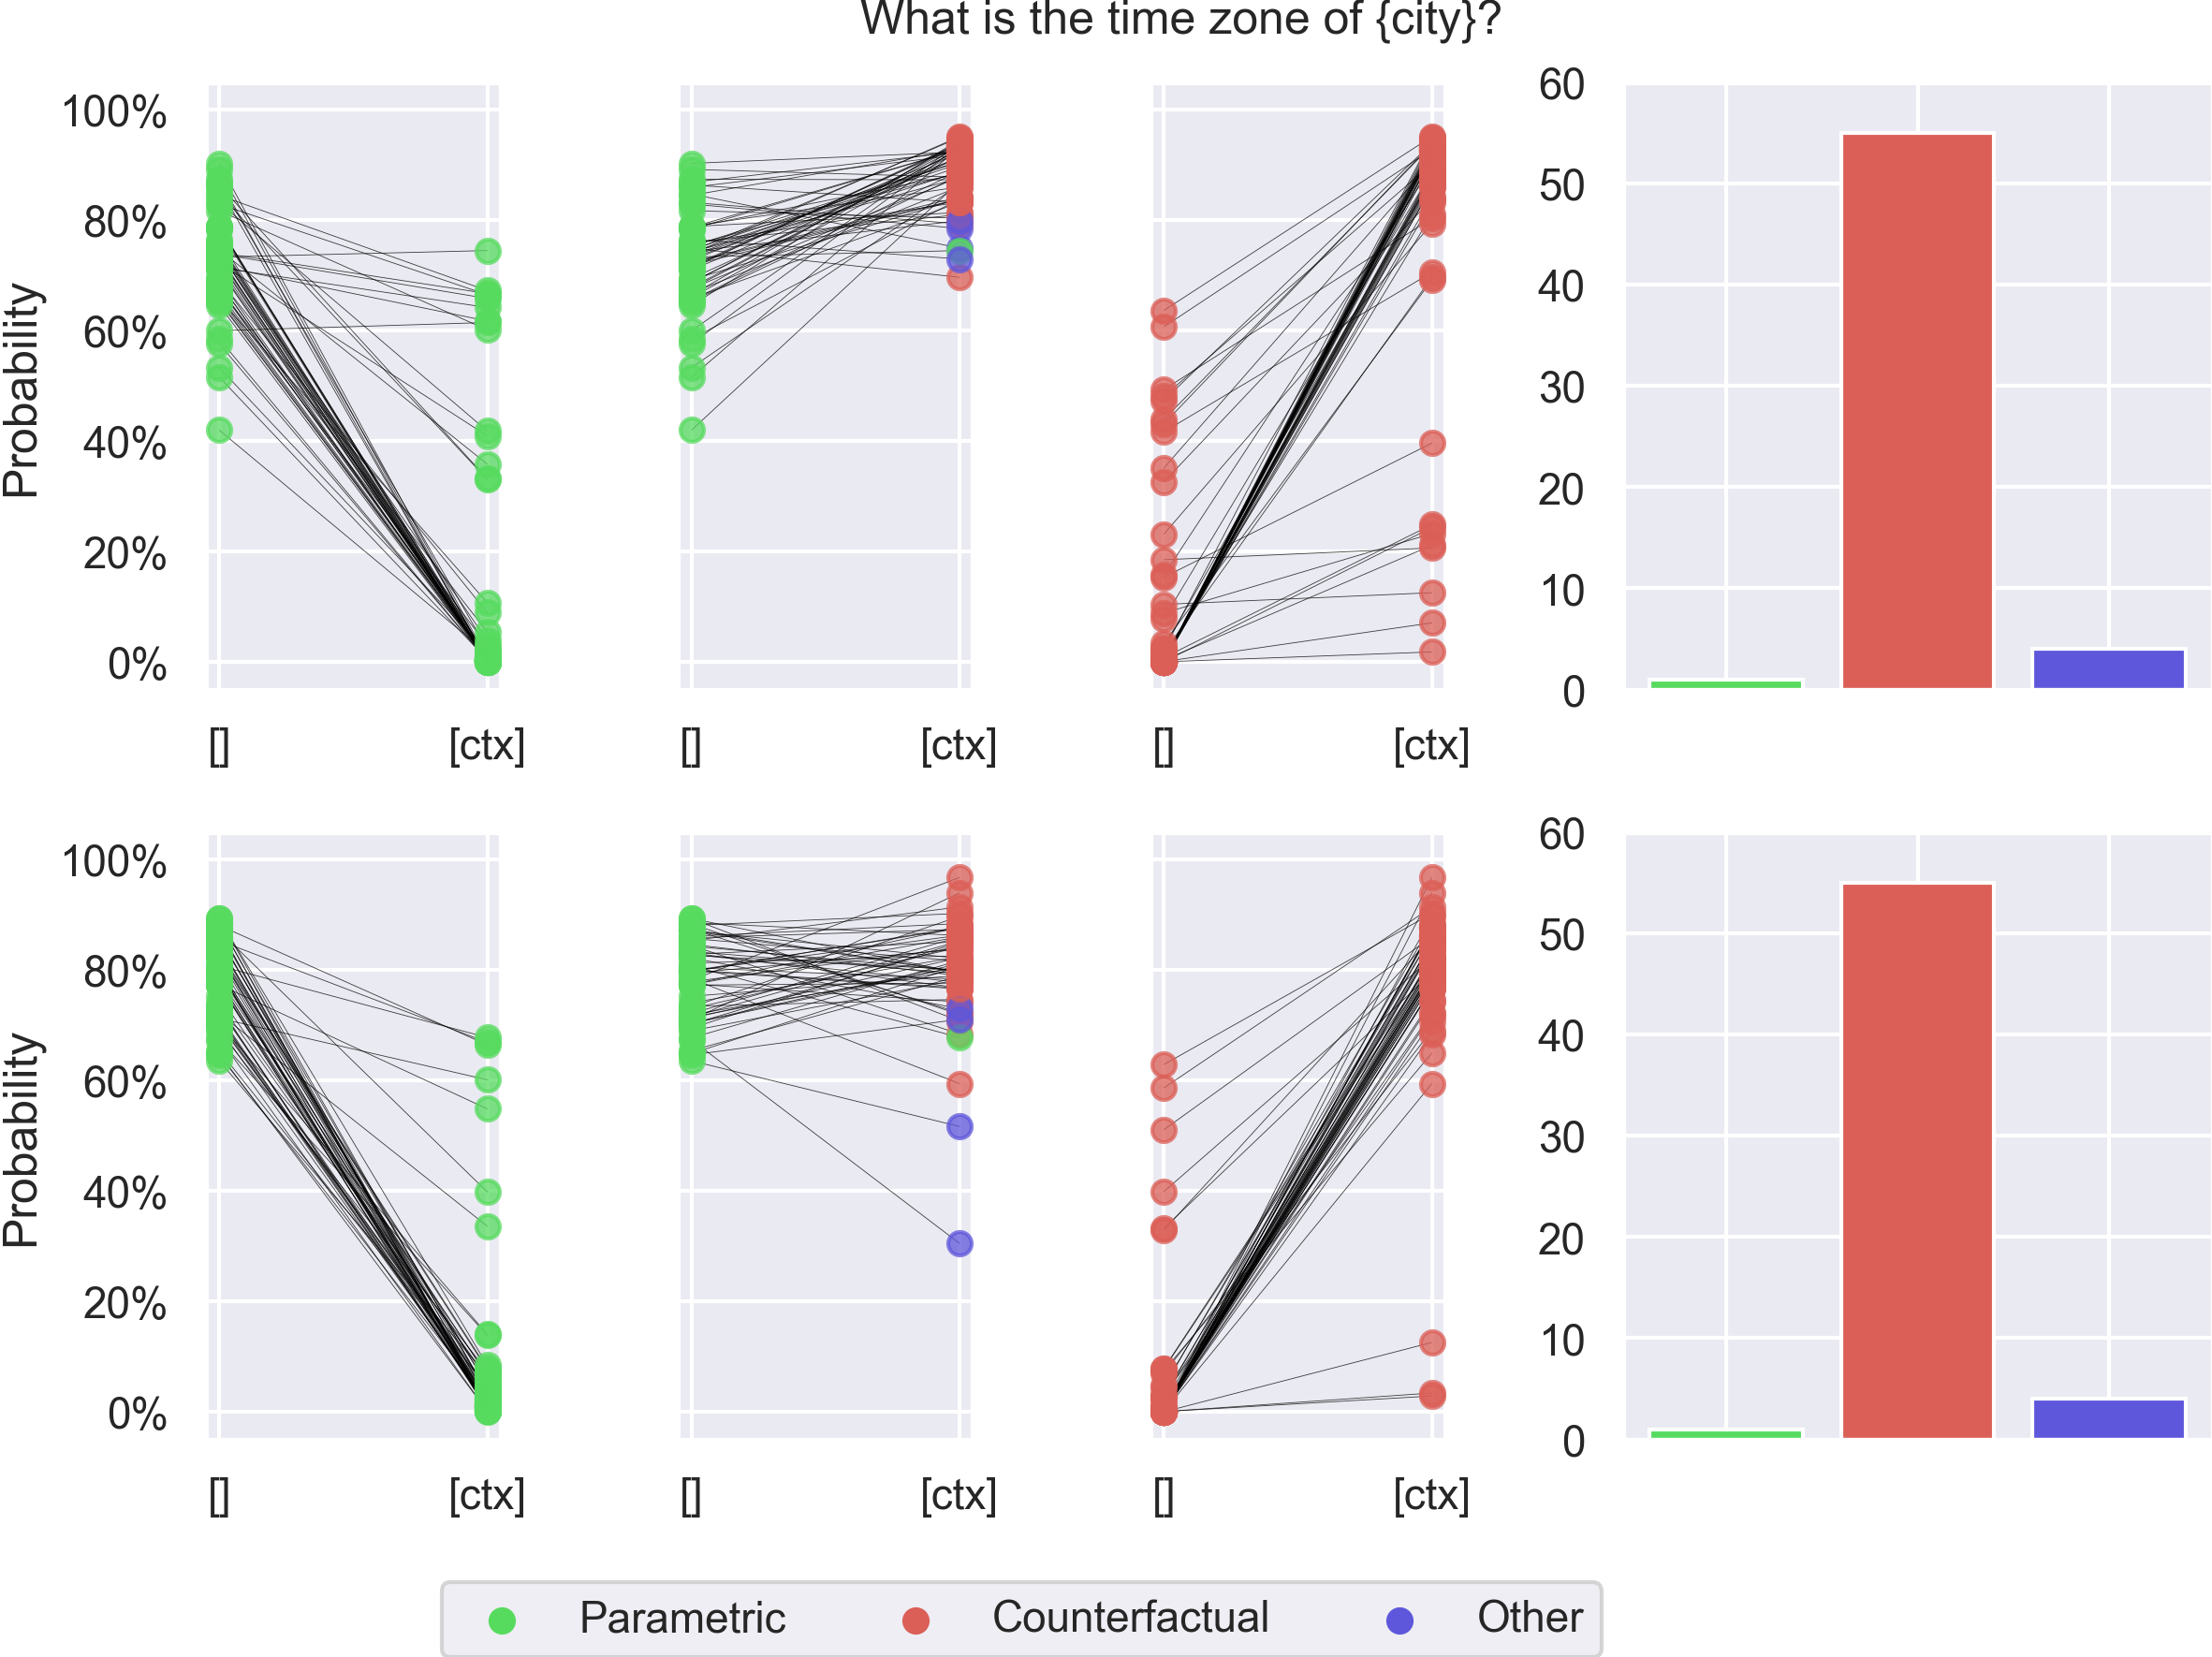 What is the time zone of {city}?
Probability
100%
80%
60%
40%
20%
0%
[] [ctx]
[] [ctx]
[] [ctx]
60
50
40
30
20
10
0
Probability
100%
80%
60%
40%
20%
0%
[] [ctx]
[] [ctx]
[] [ctx]
60
50
40
30
20
10
0
Parametric Counterfactual Other